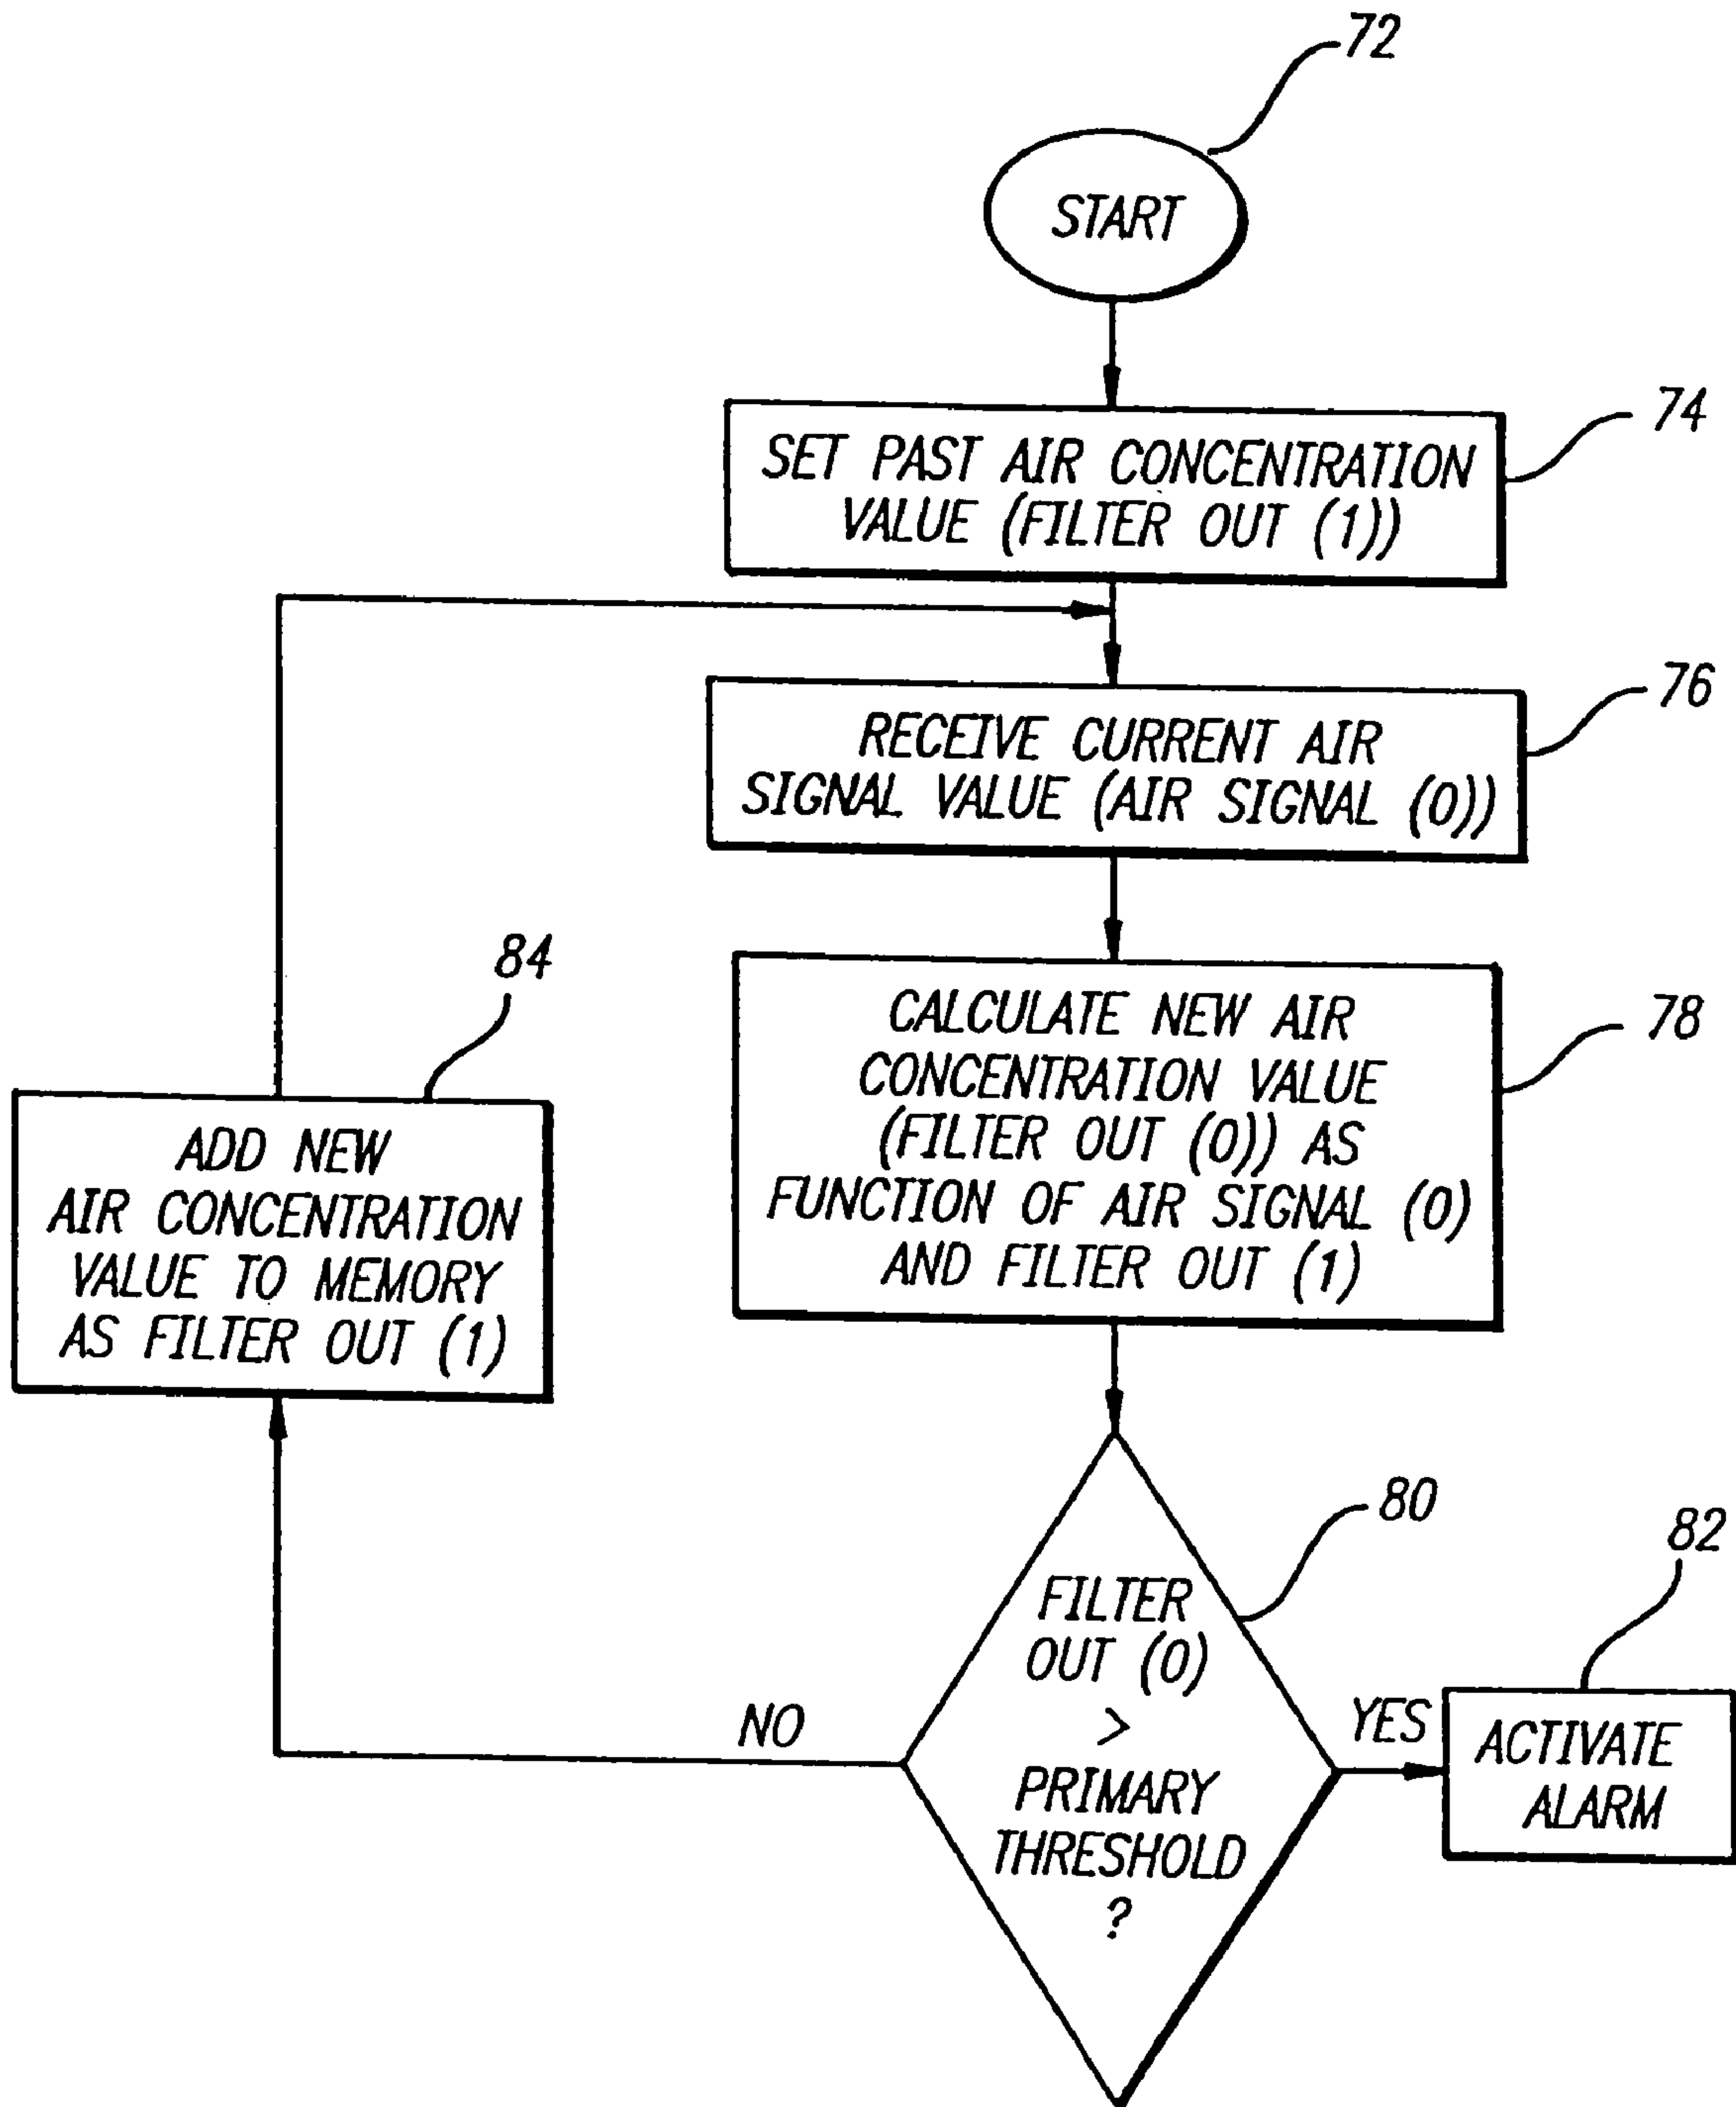 72
START
74
SET PAST AIR CONCENTRATION
VALUE (FILTER OUT (1))
76
RECEIVE CURRENT AIR
SIGNAL VALUE (AIR SIGNAL (0))
78
CALCULATE NEW AIR
CONCENTRATION VALUE
(FILTER OUT (0)) AS
FUNCTION OF AIR SIGNAL (0)
AND FILTER OUT (1)
84
ADD NEW
AIR CONCENTRATION
VALUE TO MEMORY
AS FILTER OUT (1)
80
FILTER
OUT (0)
>
PRIMARY
THRESHOLD
?
NO
YES
82
ACTIVATE
ALARM